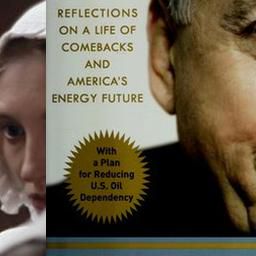 REFLECTIONS
ON A LIFE OF
COMEBACKS
AND
AMERICA'S
ENERGY FUTURE
With
a Plan
for Reducing
U.S. Oil
Dependency